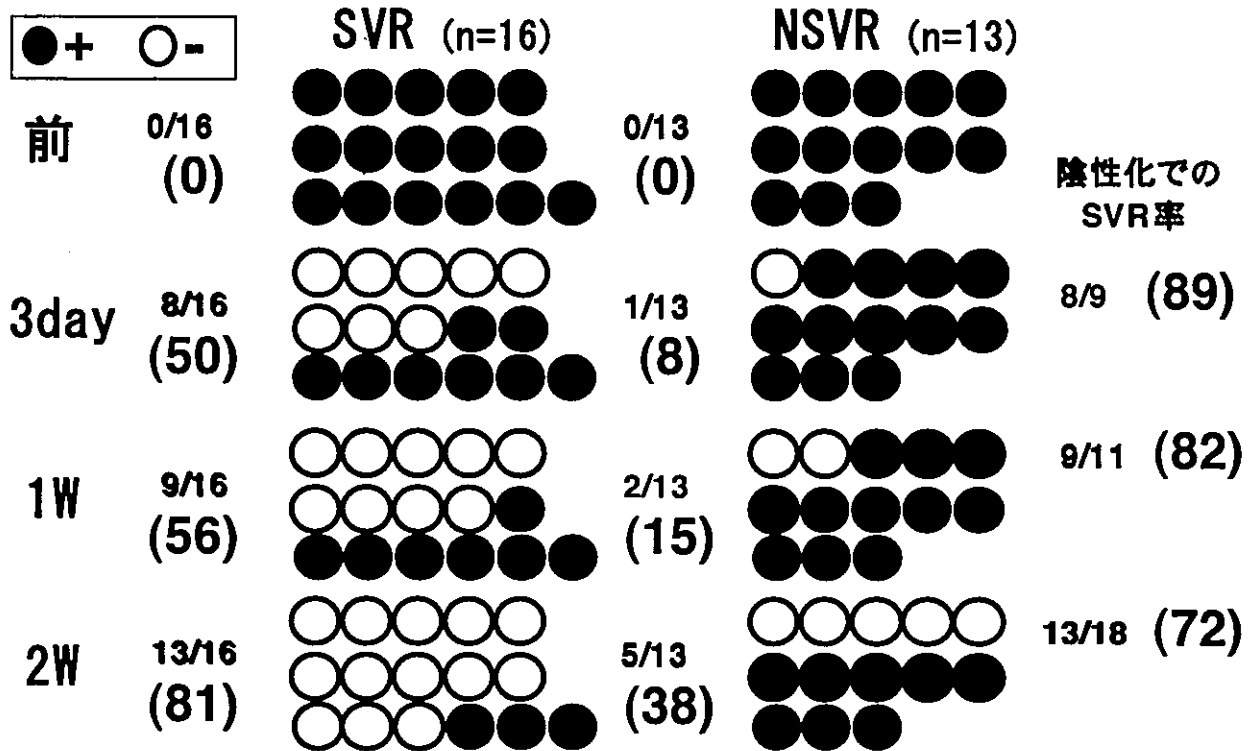 ●+ ○-
SVR (n=16)
NSVR (n=13)
前
0/16
(0)
0/13
(0)
陰性化での
SVR率
3day
8/16
(50)
1/13
(8)
8/9 (89)
1W
9/16
(56)
2/13
(15)
9/11 (82)
2W
13/16
(81)
5/13
(38)
13/18 (72)